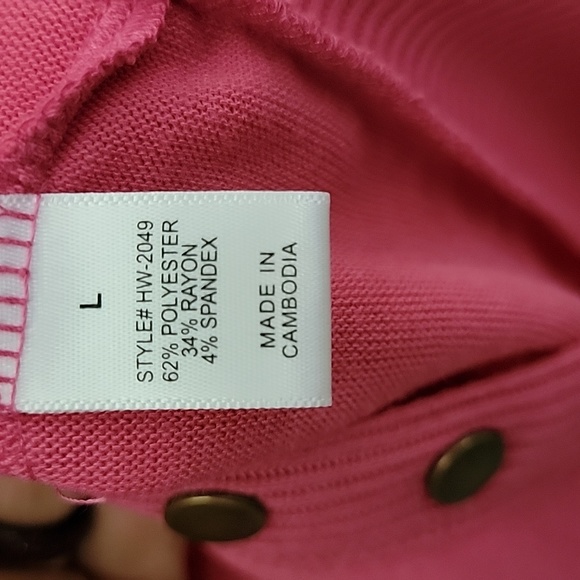 L
STYLE# HW-2049
62% POLYESTER
34% RAYON
4% SPANDEX
MADE IN
CAMBODIA